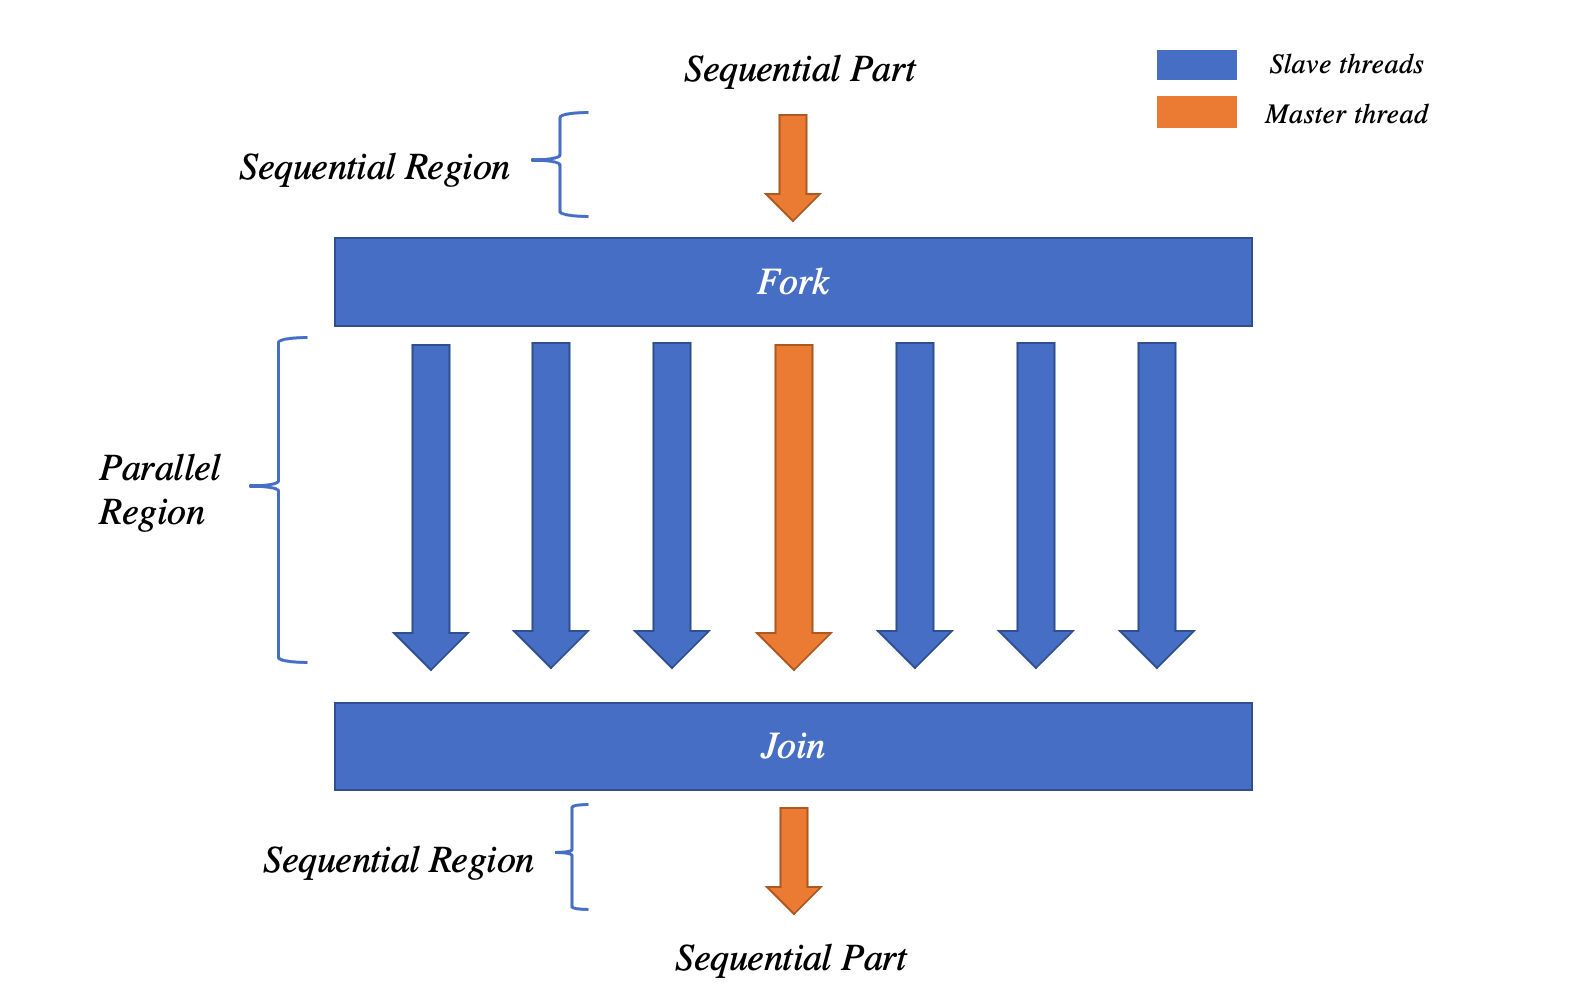 Sequential Part
Slave threads
Master thread
Sequential Region
Fork
Parallel
Region
Join
Sequential Region
Sequential Part